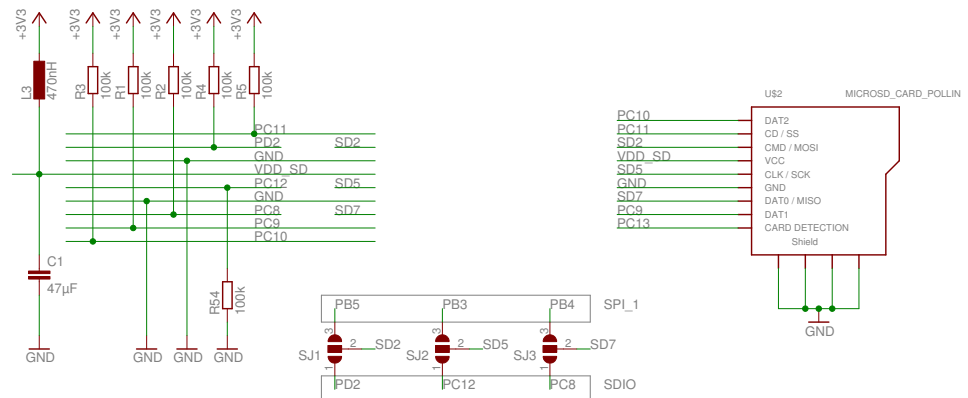 +3V3 +3V3 +3V3 +3V3 +3V3 +3V3
L3 470nH R3 100k R1 100k R2 100k R4 100k R5 100k
U$2 MICROSD_CARD_POLLIN
PC10 DAT2
PC11 CD / SS
SD2 CMD / MOSI
VDD_SD VCC
SD5 CLK / SCK
GND GND
SD7 DAT0 / MISO
PC9 DAT1
PC13 CARD DETECTION
Shield
GND
PC11
PD2 SD2
GND
VDD_SD
PC12 SD5
GND
PC8 SD7
PC9
PC10
C1
47µF
R54 100k
GND GND GND GND
PB5 PB3 PB4 SPI_1
3 3 3
SJ1 2 SD2 SJ2 2 SD5 SJ3 2 SD7
1 1 1
PD2 PC12 PC8 SDIO